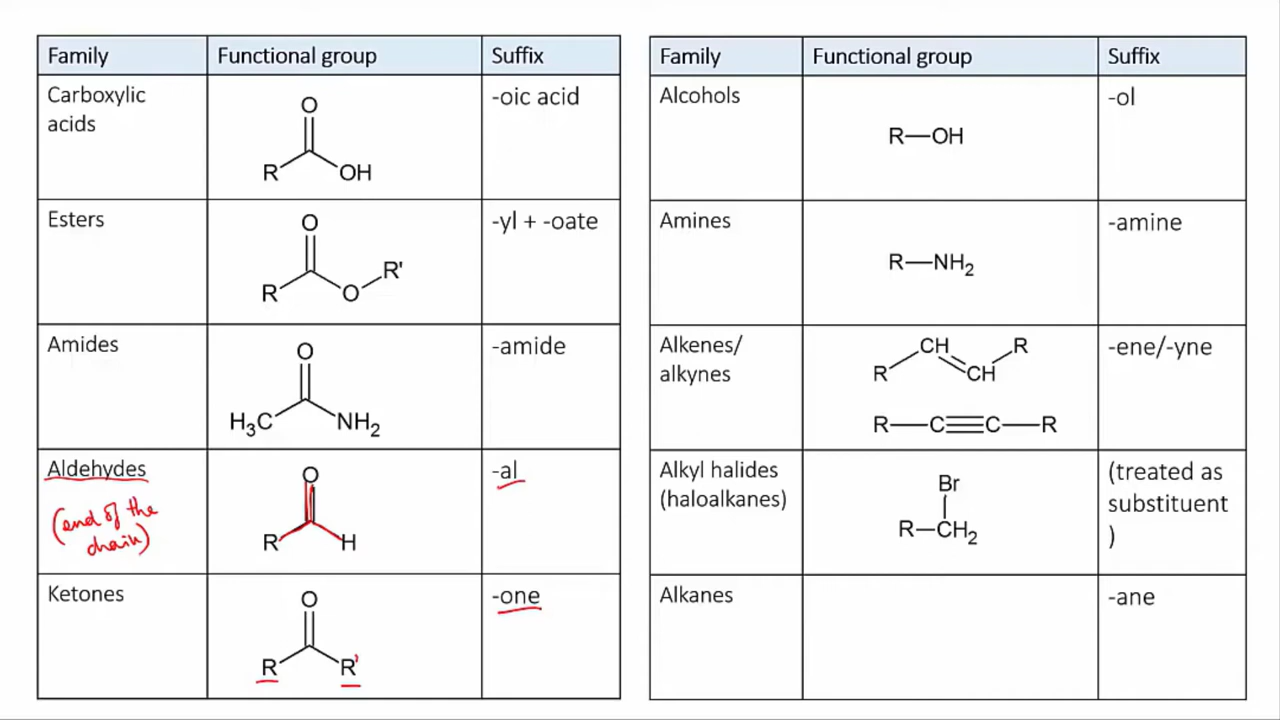 Family Functional group Suffix
Carboxylic acids
O
R OH
-oic acid
Esters
O
R'
R O
-yl + -oate
Amides
O
H3C NH2
-amide
Aldehydes
(end of the
chain)
O
R H
-al
Ketones
O
R R'
-one
Family Functional group Suffix
Alcohols
R—OH
-ol
Amines
R—NH2
-amine
Alkenes/
alkynes
CH R
R CH
R—C≡C—R
-ene/-yne
Alkyl halides
(haloalkanes)
Br
R—CH2
(treated as
substituent
)
Alkanes
-ane